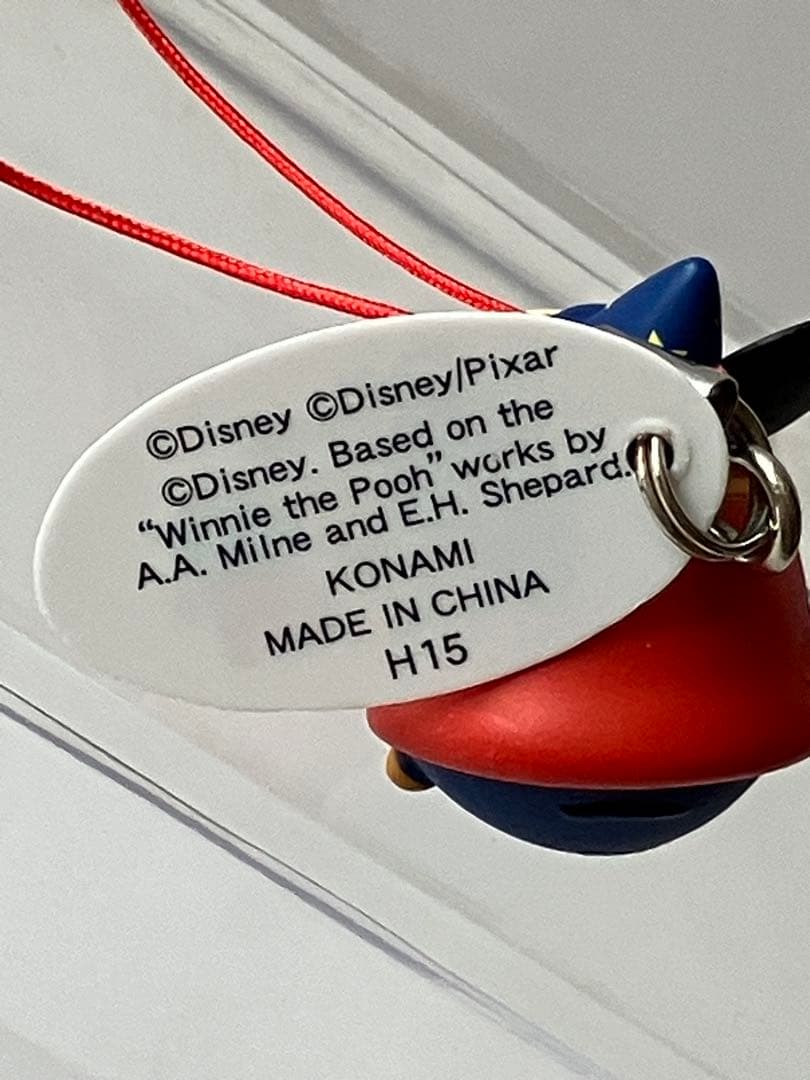 ©Disney ©Disney/Pixar
©Disney. Based on the
“Winnie the Pooh” works by
A.A. Milne and E.H. Shepard.
KONAMI
MADE IN CHINA
H15